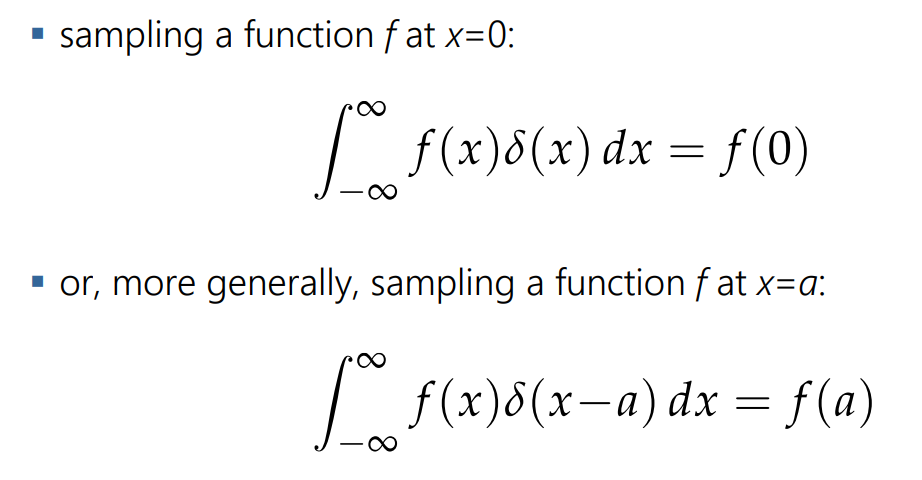 ▪ sampling a function f at x=0:
∫_{−∞}^{∞} f(x)δ(x) dx = f(0)
▪ or, more generally, sampling a function f at x=a:
∫_{−∞}^{∞} f(x)δ(x−a) dx = f(a)